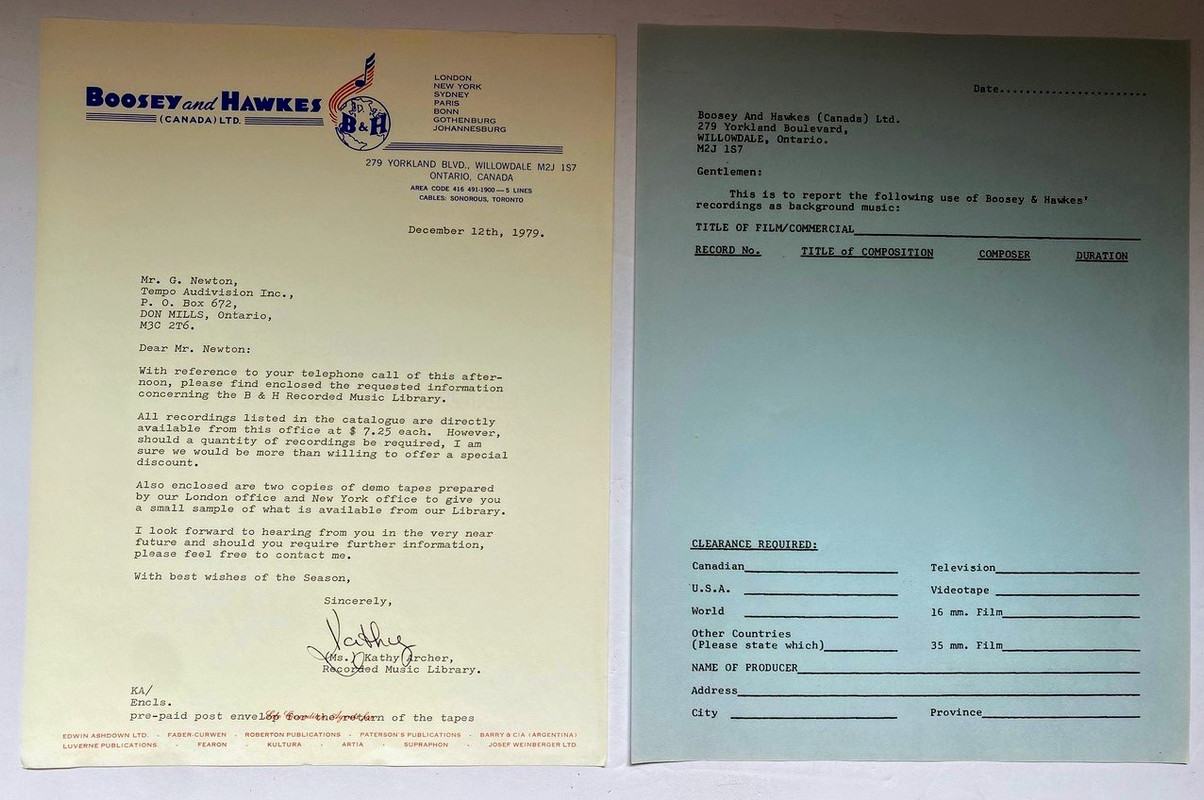 BOOSEY and HAWKES
(CANADA) LTD.
B & H
LONDON
NEW YORK
SYDNEY
PARIS
BONN
GOTHENBURG
JOHANNESBURG
279 YORKLAND BLVD., WILLOWDALE M2J 1S7
ONTARIO, CANADA
AREA CODE 416 491-1900 — 5 LINES
CABLES: SONOROUS, TORONTO
December 12th, 1979.
Mr. G. Newton,
Tempo Audivision Inc.,
P. O. Box 672,
DON MILLS, Ontario,
M3C 2T6.
Dear Mr. Newton:
With reference to your telephone call of this after-
noon, please find enclosed the requested information
concerning the B & H Recorded Music Library.
All recordings listed in the catalogue are directly
available from this office at $ 7.25 each. However,
should a quantity of recordings be required, I am
sure we would be more than willing to offer a special
discount.
Also enclosed are two copies of demo tapes prepared
by our London office and New York office to give you
a small sample of what is available from our Library.
I look forward to hearing from you in the very near
future and should you require further information,
please feel free to contact me.
With best wishes of the Season,
Sincerely,
Kathy
(Ms.) Kathy Archer,
Recorded Music Library.
KA/
Encls.
pre-paid post envelop for the return of the tapes
EDWIN ASHDOWN LTD. - FABER-CURWEN - ROBERTON PUBLICATIONS - PATERSON'S PUBLICATIONS - BARRY & CIA (ARGENTINA)
LUVERNE PUBLICATIONS - FEARON - KULTURA - ARTIA - SUPRAPHON - JOSEF WEINBERGER LTD.
Date.......................
Boosey And Hawkes (Canada) Ltd.
279 Yorkland Boulevard,
WILLOWDALE, Ontario.
M2J 1S7
Gentlemen:
This is to report the following use of Boosey & Hawkes'
recordings as background music:
TITLE OF FILM/COMMERCIAL
RECORD No. TITLE of COMPOSITION COMPOSER DURATION
CLEARANCE REQUIRED:
Canadian Television
U.S.A. Videotape
World 16 mm. Film
Other Countries
(Please state which) 35 mm. Film
NAME OF PRODUCER
Address
City Province